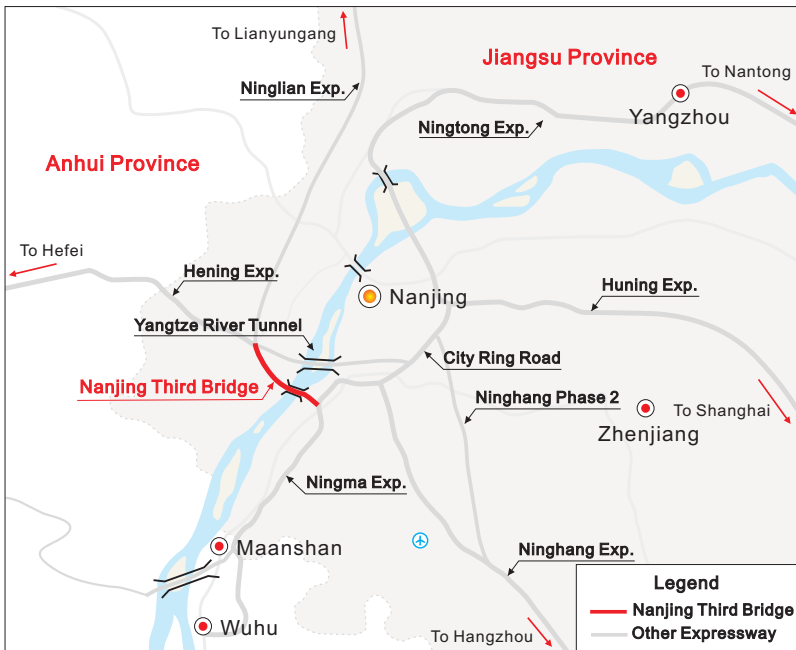 To Lianyungang
Jiangsu Province
To Nantong
Ninglian Exp.
Yangzhou
Ningtong Exp.
Anhui Province
To Hefei
Hening Exp.
Nanjing
Huning Exp.
Yangtze River Tunnel
City Ring Road
Nanjing Third Bridge
Ninghang Phase 2
To Shanghai
Zhenjiang
Ningma Exp.
Maanshan
Ninghang Exp.
Wuhu
To Hangzhou
Legend
Nanjing Third Bridge
Other Expressway